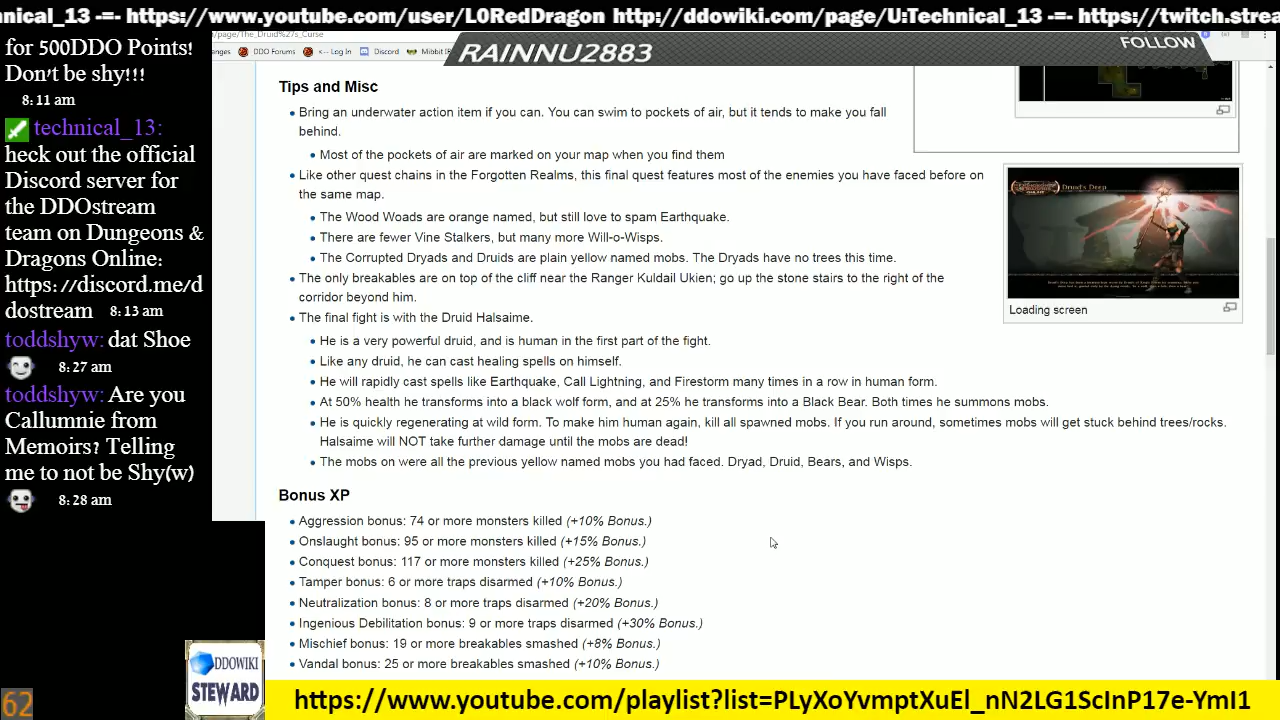 nical_13 -=- https://www.youtube.com/user/L0RedDragon http://ddowiki.com/page/U:Technical_13 -=- https://twitch.strea
/page/The_Druid%27s_Curse
anges DDO Forums <-- Log In Discord Mibbit IR
RAINNU2883
FOLLOW
for 500DDO Points!
Don't be shy!!!
8:11 am
technical_13:
heck out the official
Discord server for
the DDOstream
team on Dungeons &
Dragons Online:
https://discord.me/d
dostream 8:13 am
toddshyw: dat Shoe
8:27 am
toddshyw: Are you
Callumnie from
Memoirs? Telling
me to not be Shy(w)
8:28 am
Tips and Misc
Bring an underwater action item if you can. You can swim to pockets of air, but it tends to make you fall
behind.
Most of the pockets of air are marked on your map when you find them
Like other quest chains in the Forgotten Realms, this final quest features most of the enemies you have faced before on
the same map.
The Wood Woads are orange named, but still love to spam Earthquake.
There are fewer Vine Stalkers, but many more Will-o-Wisps.
The Corrupted Dryads and Druids are plain yellow named mobs. The Dryads have no trees this time.
The only breakables are on top of the cliff near the Ranger Kuldail Ukien; go up the stone stairs to the right of the
corridor beyond him.
The final fight is with the Druid Halsaime.
He is a very powerful druid, and is human in the first part of the fight.
Like any druid, he can cast healing spells on himself.
He will rapidly cast spells like Earthquake, Call Lightning, and Firestorm many times in a row in human form.
At 50% health he transforms into a black wolf form, and at 25% he transforms into a Black Bear. Both times he summons mobs.
He is quickly regenerating at wild form. To make him human again, kill all spawned mobs. If you run around, sometimes mobs will get stuck behind trees/rocks.
Halsaime will NOT take further damage until the mobs are dead!
The mobs on were all the previous yellow named mobs you had faced. Dryad, Druid, Bears, and Wisps.
Druid's Deep
Loading screen
Bonus XP
Aggression bonus: 74 or more monsters killed (+10% Bonus.)
Onslaught bonus: 95 or more monsters killed (+15% Bonus.)
Conquest bonus: 117 or more monsters killed (+25% Bonus.)
Tamper bonus: 6 or more traps disarmed (+10% Bonus.)
Neutralization bonus: 8 or more traps disarmed (+20% Bonus.)
Ingenious Debilitation bonus: 9 or more traps disarmed (+30% Bonus.)
Mischief bonus: 19 or more breakables smashed (+8% Bonus.)
Vandal bonus: 25 or more breakables smashed (+10% Bonus.)
DDOWIKI
STEWARD
62
https://www.youtube.com/playlist?list=PLyXoYvmptXuEl_nN2LG1ScInP17e-YmI1